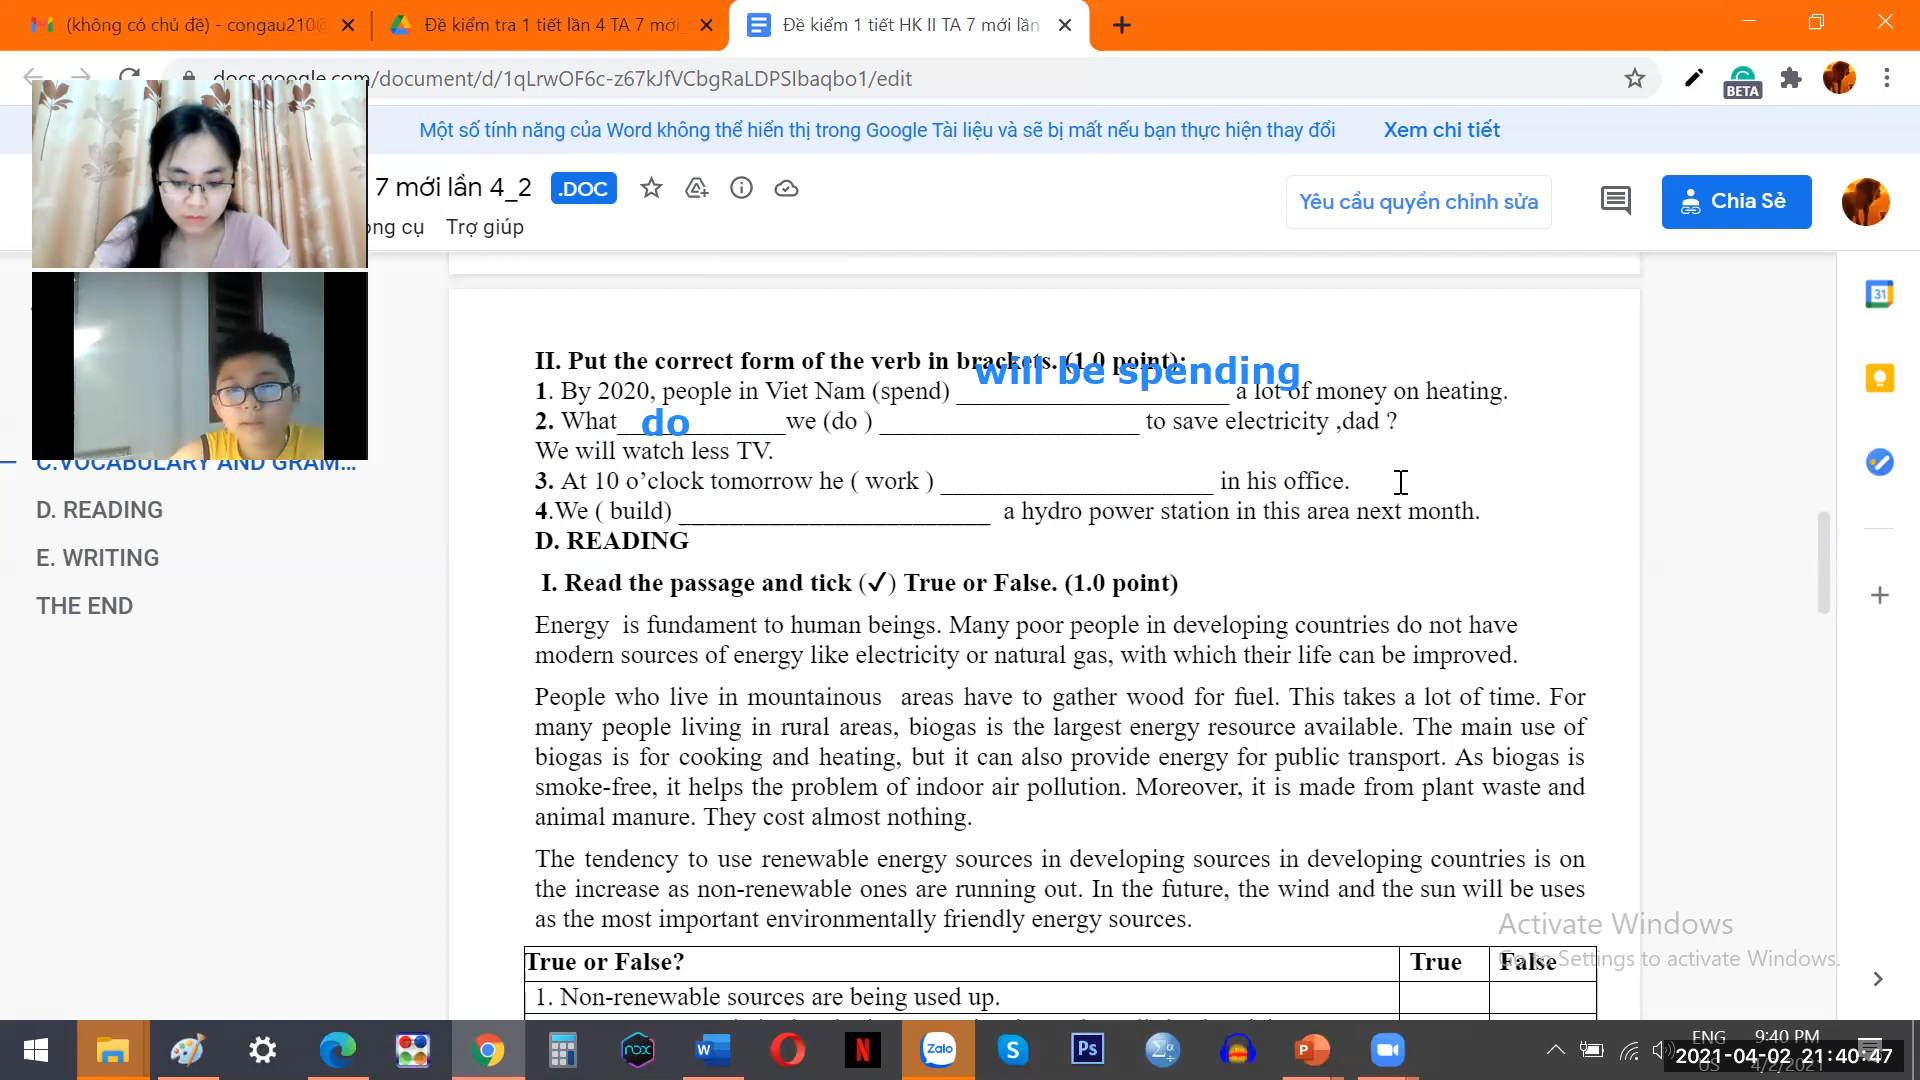 (không có chủ đề) - congau210@
Đề kiểm tra 1 tiết lần 4 TA 7 mới
Đề kiểm 1 tiết HK II TA 7 mới lần
docs.google.com/document/d/1qLrwOF6c-z67kJfVCbgRaLDPSIbaqbo1/edit
BETA
Một số tính năng của Word không thể hiển thị trong Google Tài liệu và sẽ bị mất nếu bạn thực hiện thay đổi
Xem chi tiết
7 mới lần 4_2
.DOC
Yêu cầu quyền chỉnh sửa
Chia Sẻ
ông cụ Trợ giúp
31
C.VOCABULARY AND GRAM...
D. READING
E. WRITING
THE END
II. Put the correct form of the verb in brackets. (1.0 point):
will be spending
1. By 2020, people in Viet Nam (spend) ____________________ a lot of money on heating.
do
2. What_____________we (do ) ____________________ to save electricity ,dad ?
We will watch less TV.
3. At 10 o’clock tomorrow he ( work ) _____________________ in his office.
4.We ( build) ________________________ a hydro power station in this area next month.
D. READING
I. Read the passage and tick (✓) True or False. (1.0 point)
Energy is fundament to human beings. Many poor people in developing countries do not have
modern sources of energy like electricity or natural gas, with which their life can be improved.
People who live in mountainous areas have to gather wood for fuel. This takes a lot of time. For
many people living in rural areas, biogas is the largest energy resource available. The main use of
biogas is for cooking and heating, but it can also provide energy for public transport. As biogas is
smoke-free, it helps the problem of indoor air pollution. Moreover, it is made from plant waste and
animal manure. They cost almost nothing.
The tendency to use renewable energy sources in developing sources in developing countries is on
the increase as non-renewable ones are running out. In the future, the wind and the sun will be uses
as the most important environmentally friendly energy sources.
Activate Windows
Go to Settings to activate Windows.
True or False? True False
1. Non-renewable sources are being used up.
nox
W
N
Zalo
S
Ps
Σα
P
ENG
US
9:40 PM
4/2/2021
2021-04-02 21:40:47